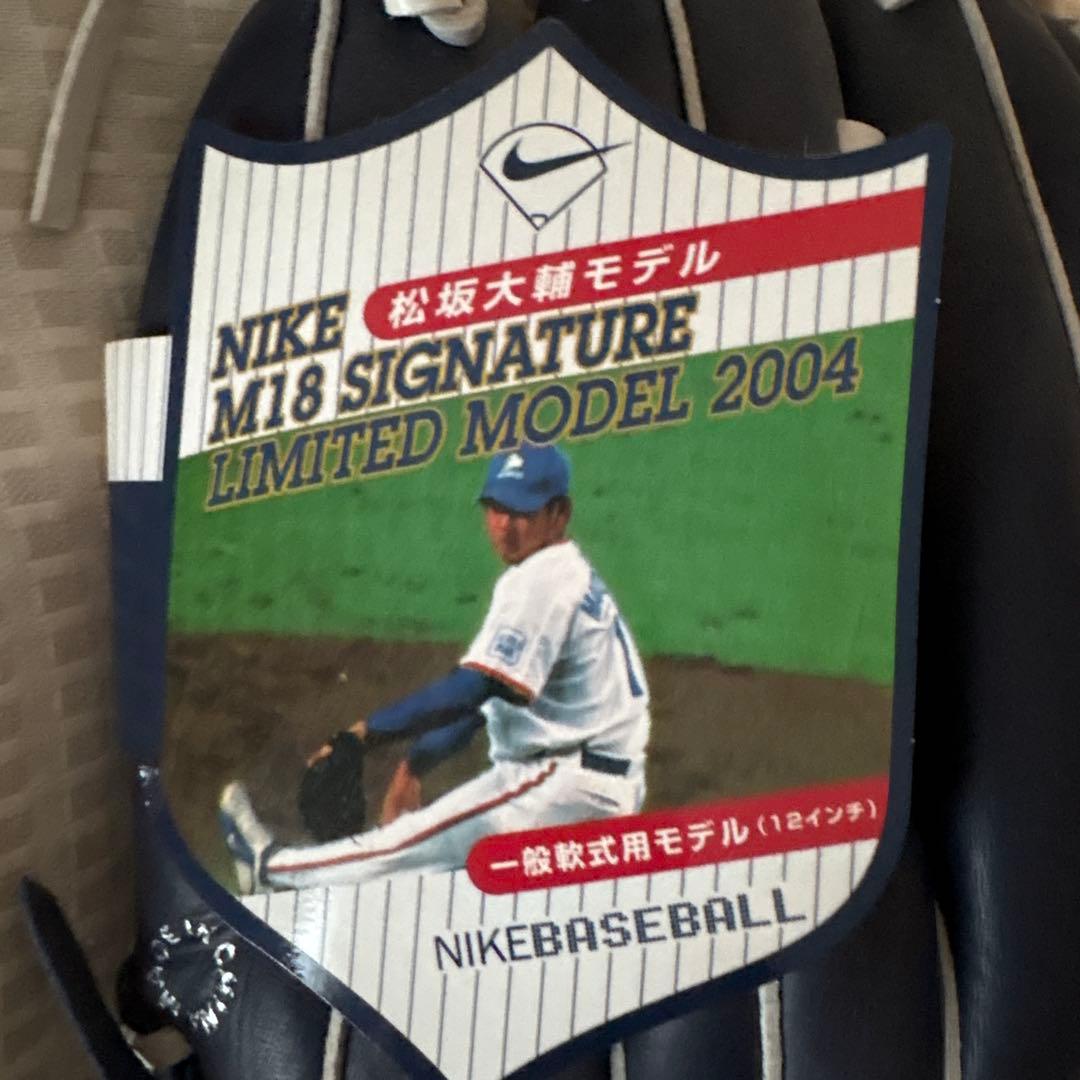 松坂大輔モデル
NIKE
M18 SIGNATURE
LIMITED MODEL 2004
一般軟式用モデル（12インチ）
NIKEBASEBALL